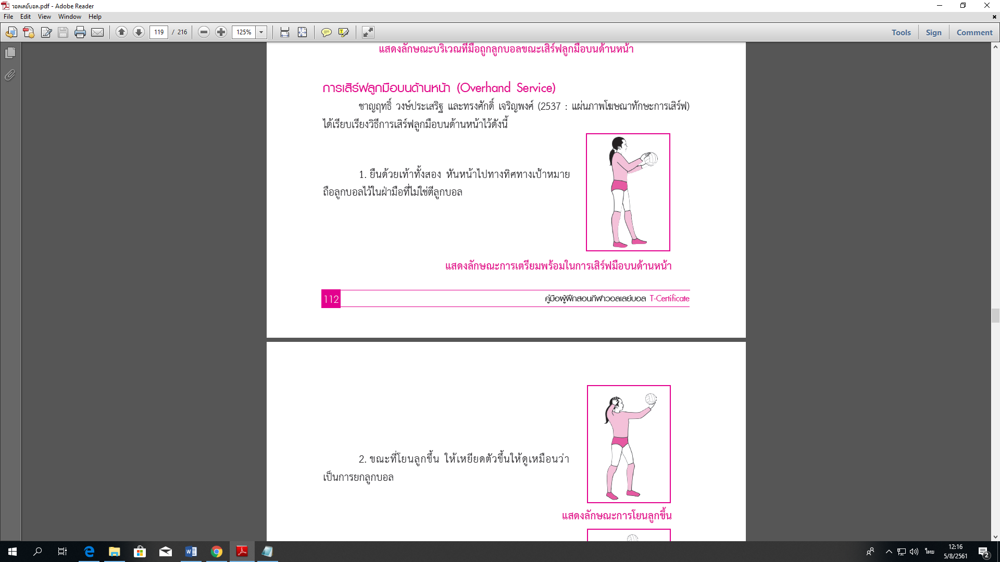 วอลเลย์บอล.pdf - Adobe Reader
File Edit View Window Help
119 / 216 125% Tools Sign Comment
แสดงลักษณะบริเวณที่มือถูกลูกบอลขณะเสิร์ฟลูกมือบนด้านหน้า
การเสิร์ฟลูกมือบนด้านหน้า (Overhand Service)
ชาญฤทธิ์ วงษ์ประเสริฐ และทรงศักดิ์ เจริญพงศ์ (2537 : แผ่นภาพโฆษณาทักษะการเสิร์ฟ)
ได้เรียบเรียงวิธีการเสิร์ฟลูกมือบนด้านหน้าไว้ดังนี้
1. ยืนด้วยเท้าทั้งสอง หันหน้าไปทางทิศทางเป้าหมาย
ถือลูกบอลไว้ในฝ่ามือที่ไม่ใช่ตีลูกบอล
แสดงลักษณะการเตรียมพร้อมในการเสิร์ฟมือบนด้านหน้า
112 คู่มือผู้ฝึกสอนกีฬาวอลเลย์บอล T-Certificate
2. ขณะที่โยนลูกขึ้น ให้เหยียดตัวขึ้นให้ดูเหมือนว่า
เป็นการยกลูกบอล
แสดงลักษณะการโยนลูกขึ้น
ไทย
12:16
5/8/2561
2